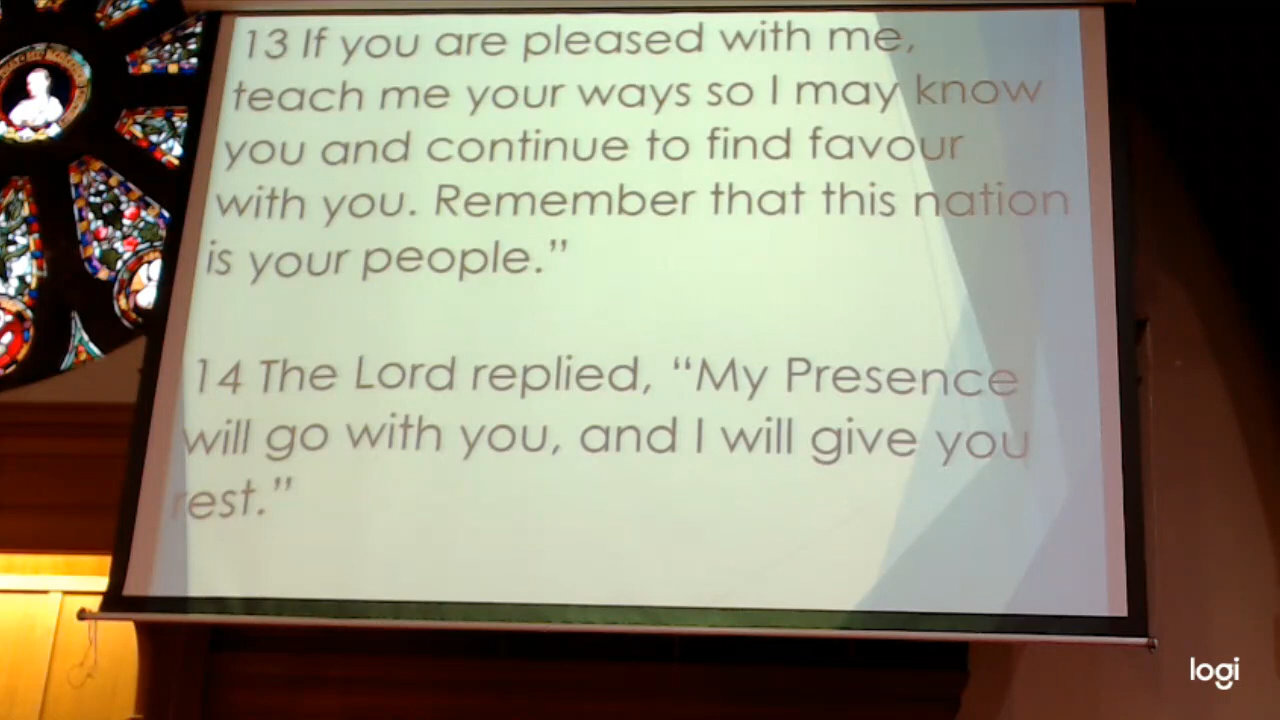 13 If you are pleased with me,
teach me your ways so I may know
you and continue to find favour
with you. Remember that this nation
is your people.”
14 The Lord replied, “My Presence
will go with you, and I will give you
rest.”
logi